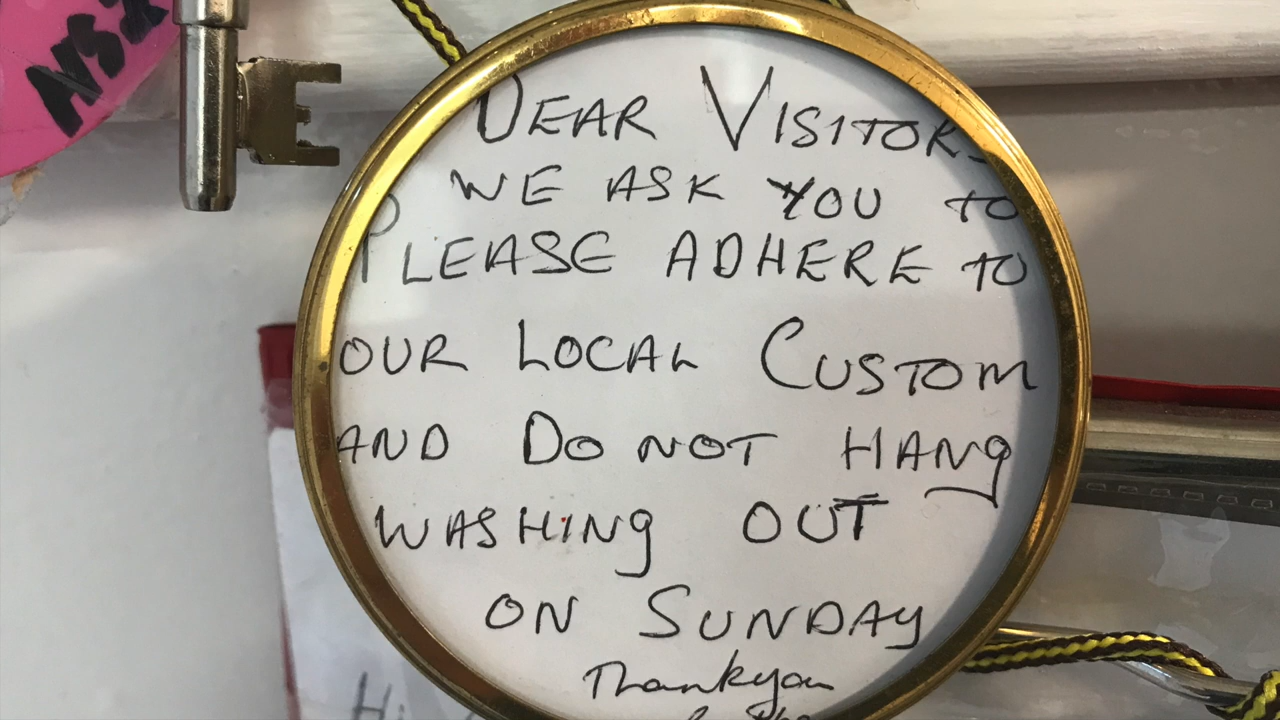 DEAR VISITORS
WE ASK YOU TO
PLEASE ADHERE TO
OUR LOCAL CUSTOM
AND DO NOT HANG
WASHING OUT
ON SUNDAY
Thankyou